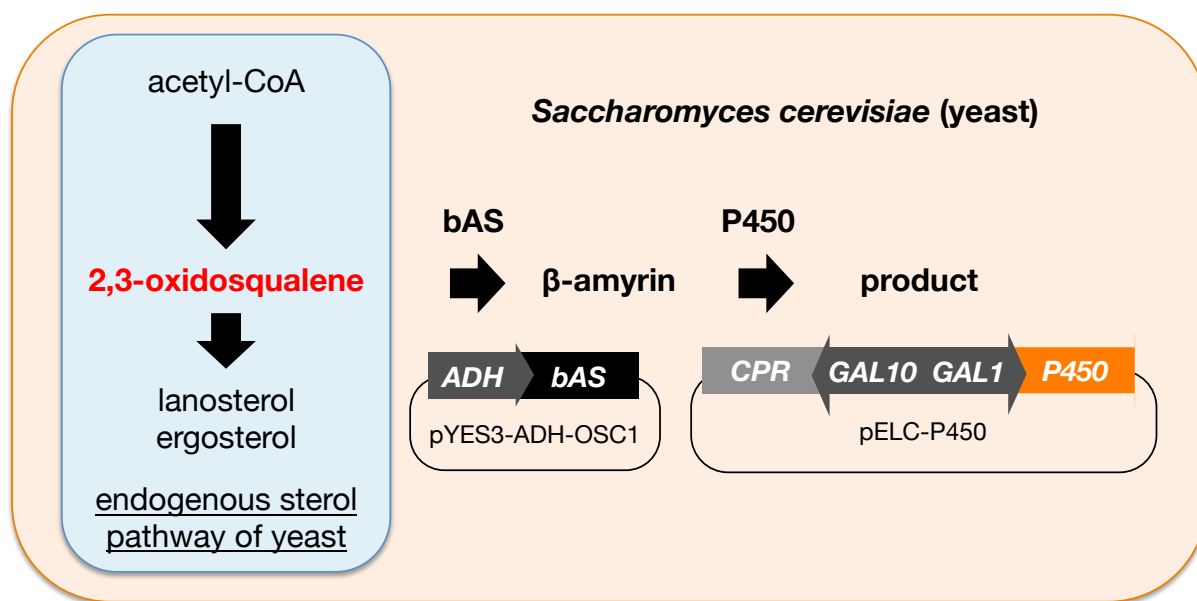 acetyl-CoA
2,3-oxidosqualene
lanosterol
ergosterol
endogenous sterol
pathway of yeast
Saccharomyces cerevisiae (yeast)
bAS
P450
β-amyrin
product
ADH bAS
pYES3-ADH-OSC1
CPR GAL10 GAL1 P450
pELC-P450